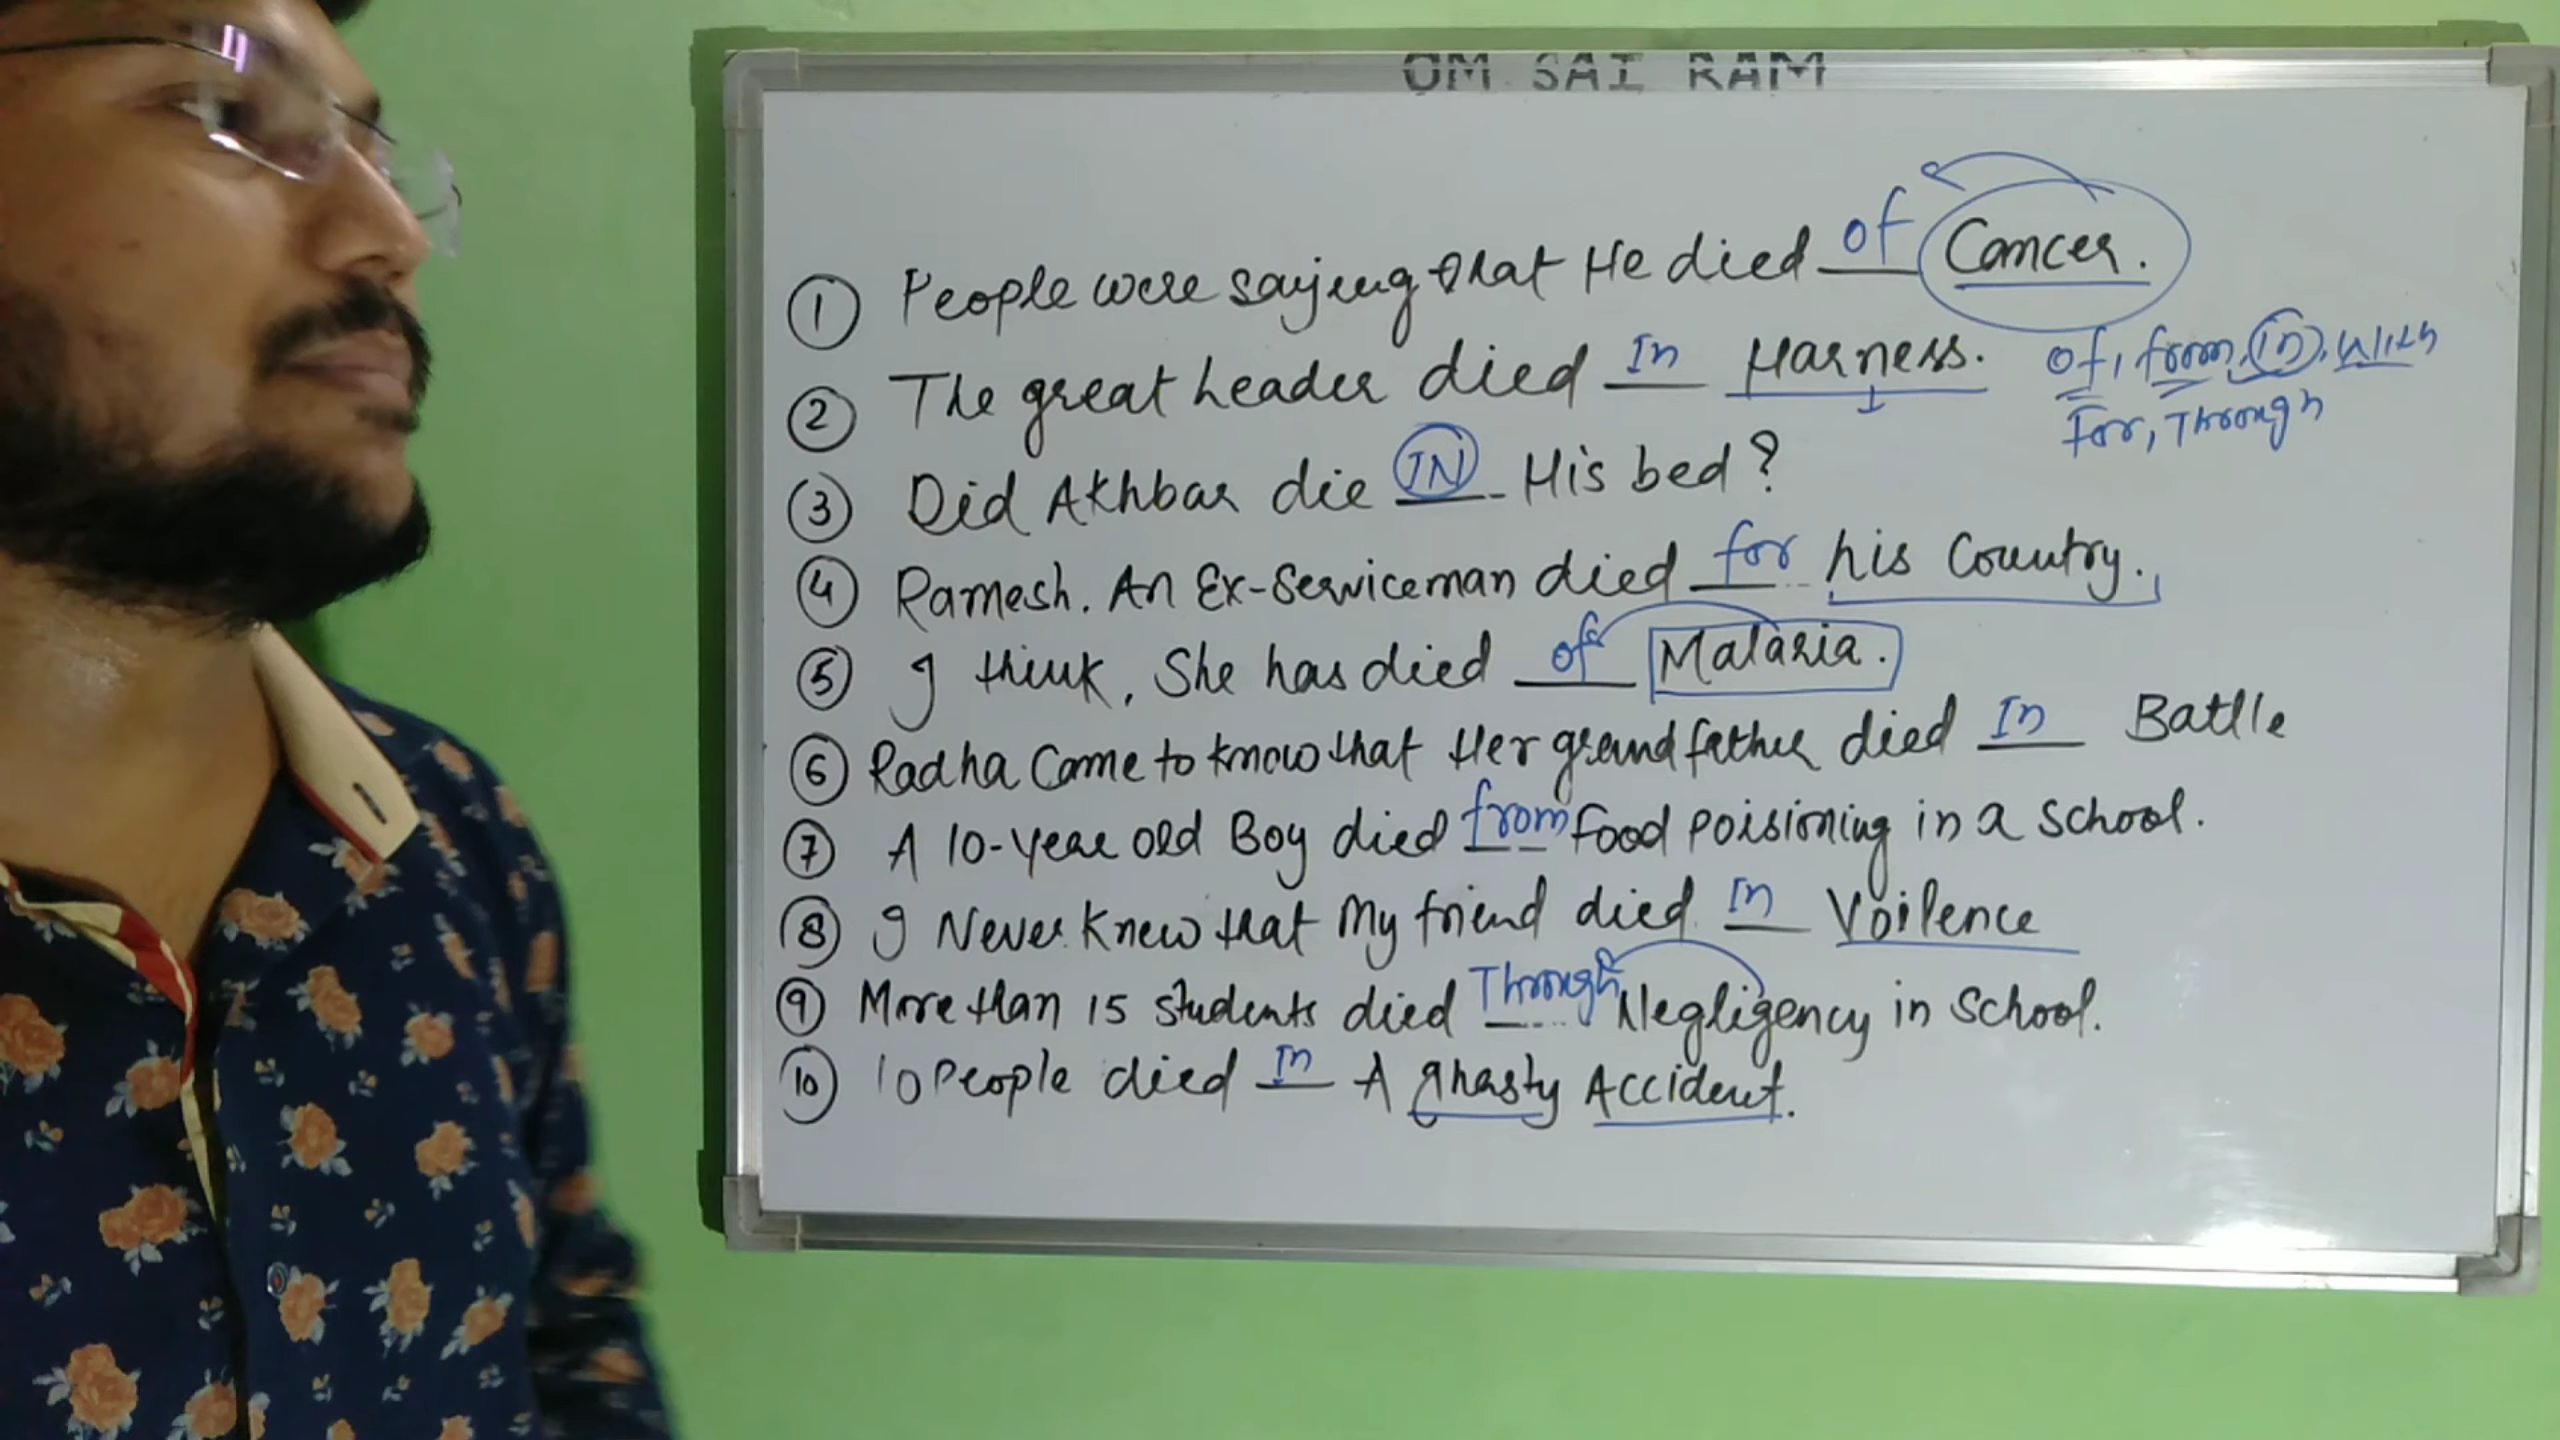 OM SAI RAM
① People were saying that He died of Cancer.
② The great Leader died In Harness.
of, from, In, with
For, Through
③ Did Akhbar die IN His bed?
④ Ramesh. An Ex-Serviceman died for his Country.
⑤ I think, She has died of Malaria.
⑥ Radha Came to know that Her grandfather died In Battle
⑦ A 10-Year old Boy died from food poisioning in a school.
⑧ I Never Knew that My friend died In Voilence
⑨ More than 15 students died Through Negligency in School.
⑩ 10 People died In A ghasty Accident.